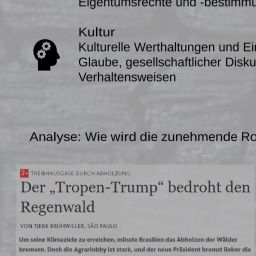 Eigentumsrechte und -bestimmu
Kultur
Kulturelle Werthaltungen und Ei
Glaube, gesellschaftlicher Disku
Verhaltensweisen
Analyse: Wie wird die zunehmende Ro
TREIBHAUSGASE DURCH ABHOLZUNG
Der „Tropen-Trump“ bedroht den
Regenwald
VON TJERK BRÜHWILLER, SÃO PAULO
Um seine Klimaziele zu erreichen, müsste Brasilien das Abholzen der Wälder
bremsen. Doch die Agrarlobby ist stark, und der neue Präsident bremst lieber die